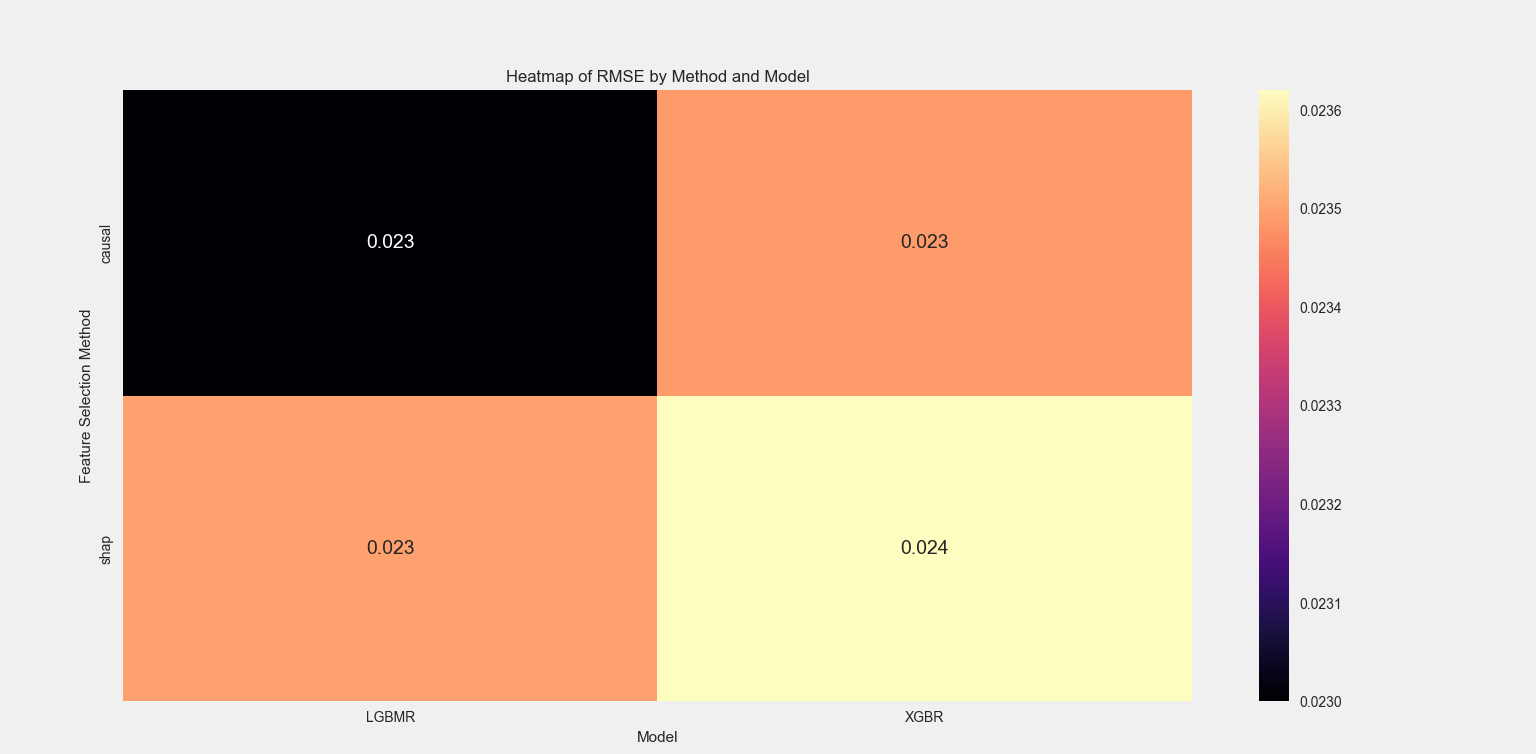 Heatmap of RMSE by Method and Model
Feature Selection Method
causal
shap
0.023
0.023
0.023
0.024
LGBMR
XGBR
Model
0.0236
0.0235
0.0234
0.0233
0.0232
0.0231
0.0230